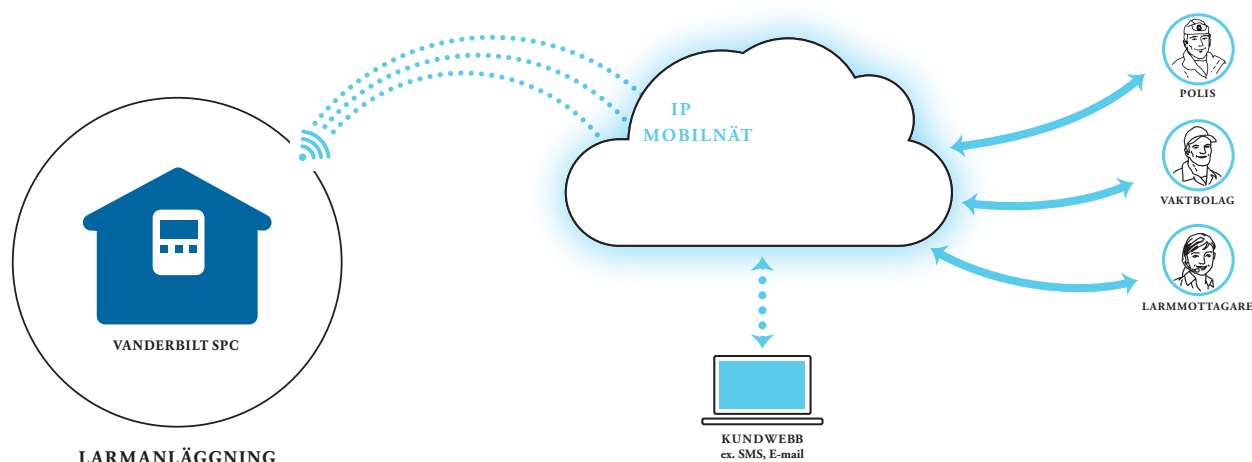 IP
MOBILNÄT
POLIS
VAKTBOLAG
LARMMOTTAGARE
VANDERBILT SPC
LARMANLÄGGNING
KUNDWEBB
ex. SMS, E-mail